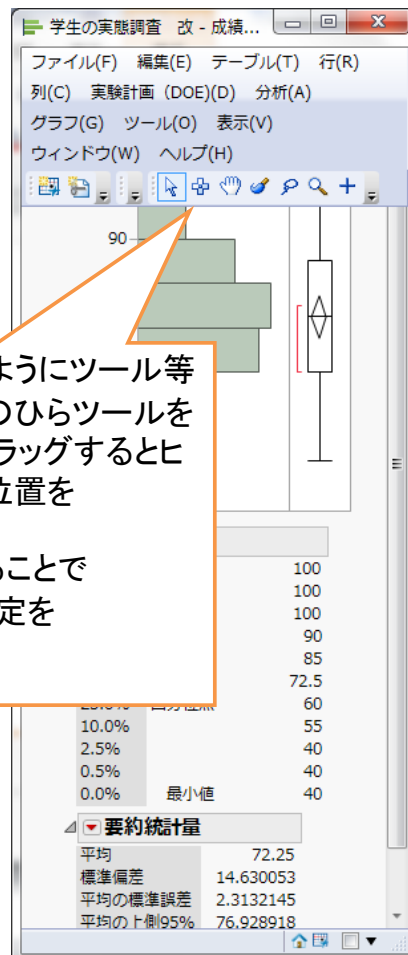 学生の実態調査 改 - 成績...
ファイル(F) 編集(E) テーブル(T) 行(R)
列(C) 実験計画(DOE)(D) 分析(A)
グラフ(G) ツール(O) 表示(V)
ウィンドウ(W) ヘルプ(H)
90
ようにツール等
のひらツールを
ラッグするとヒ
位置を
ることで
定を
100
100
100
90
85
72.5
60
10.0% 55
2.5% 40
0.5% 40
0.0% 最小値 40
要約統計量
平均 72.25
標準偏差 14.630053
平均の標準誤差 2.3132145
平均の上側95% 76.928918